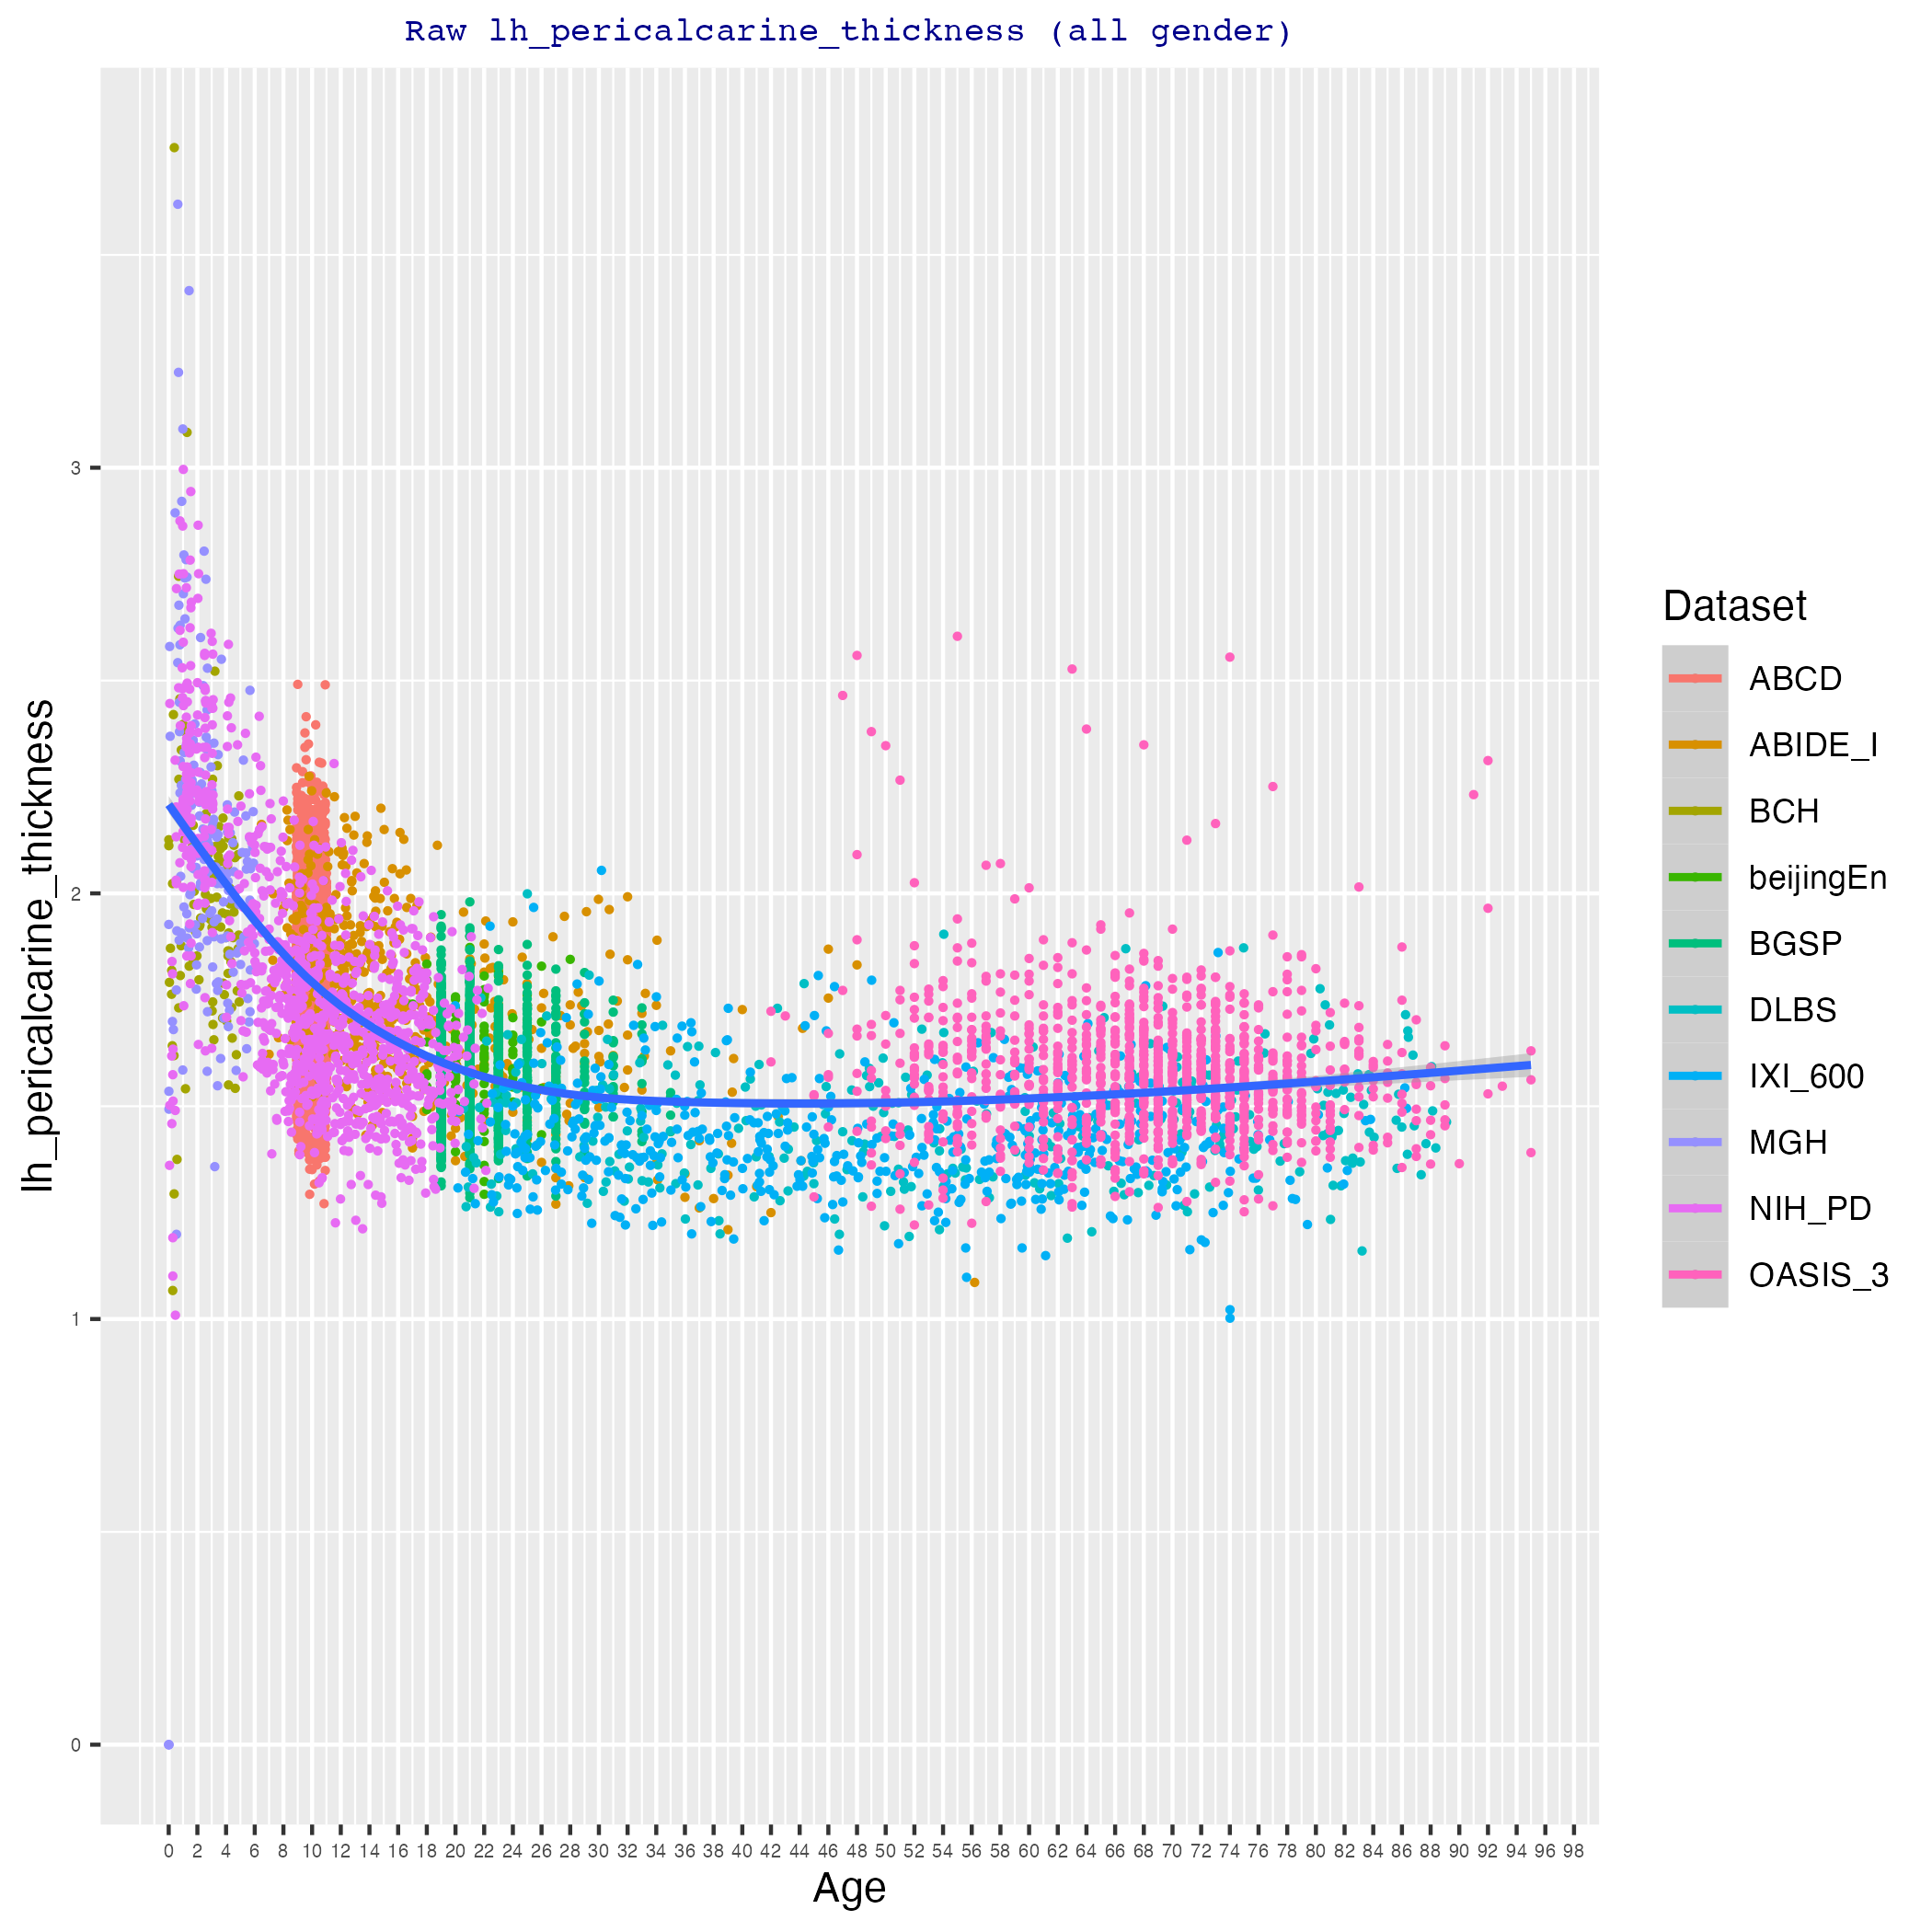 Raw lh_pericalcarine_thickness (all gender)
lh_pericalcarine_thickness
3
2
1
0
0 2 4 6 8 10 12 14 16 18 20 22 24 26 28 30 32 34 36 38 40 42 44 46 48 50 52 54 56 58 60 62 64 66 68 70 72 74 76 78 80 82 84 86 88 90 92 94 96 98
Age
Dataset
ABCD
ABIDE_I
BCH
beijingEn
BGSP
DLBS
IXI_600
MGH
NIH_PD
OASIS_3